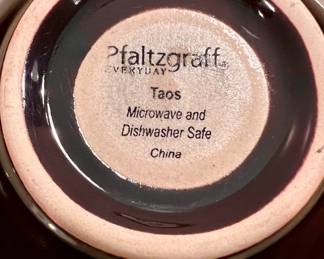 Pfaltzgraff
EVERYDAY
Taos
Microwave and
Dishwasher Safe
China